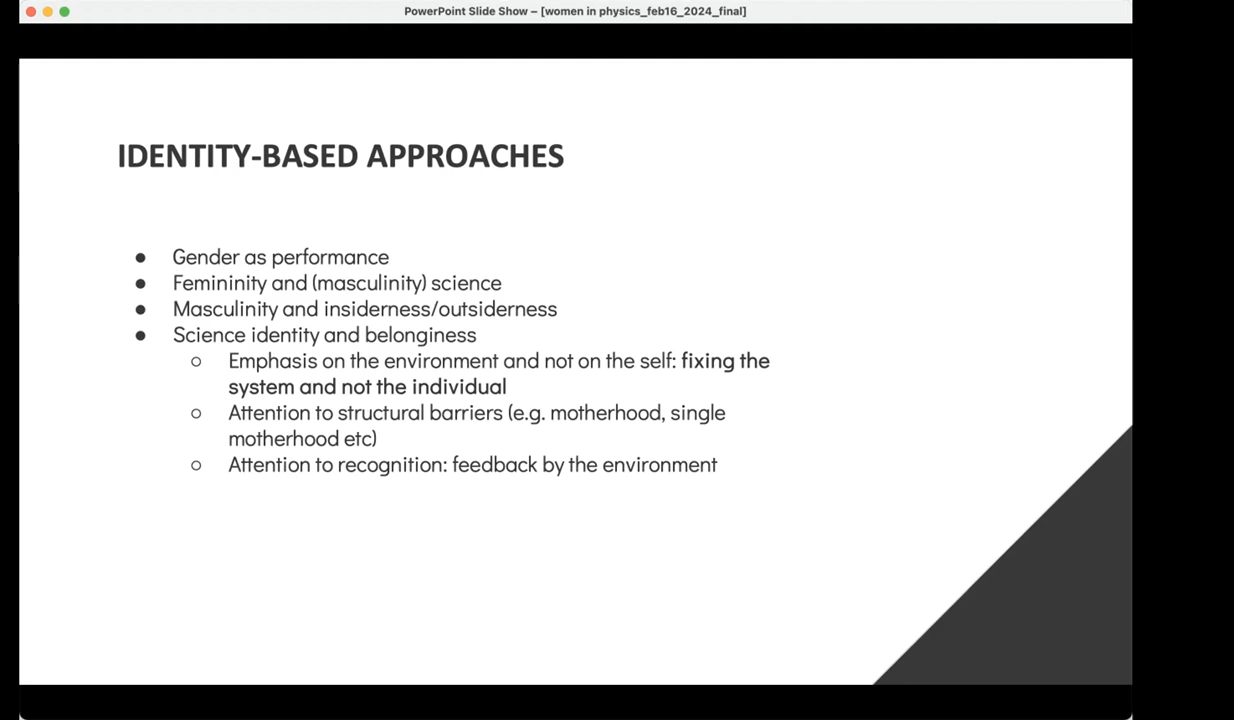 PowerPoint Slide Show – [women in physics_feb16_2024_final]
IDENTITY-BASED APPROACHES
● Gender as performance
● Femininity and (masculinity) science
● Masculinity and insiderness/outsiderness
● Science identity and belonginess
○ Emphasis on the environment and not on the self: fixing the
system and not the individual
○ Attention to structural barriers (e.g. motherhood, single
motherhood etc)
○ Attention to recognition: feedback by the environment